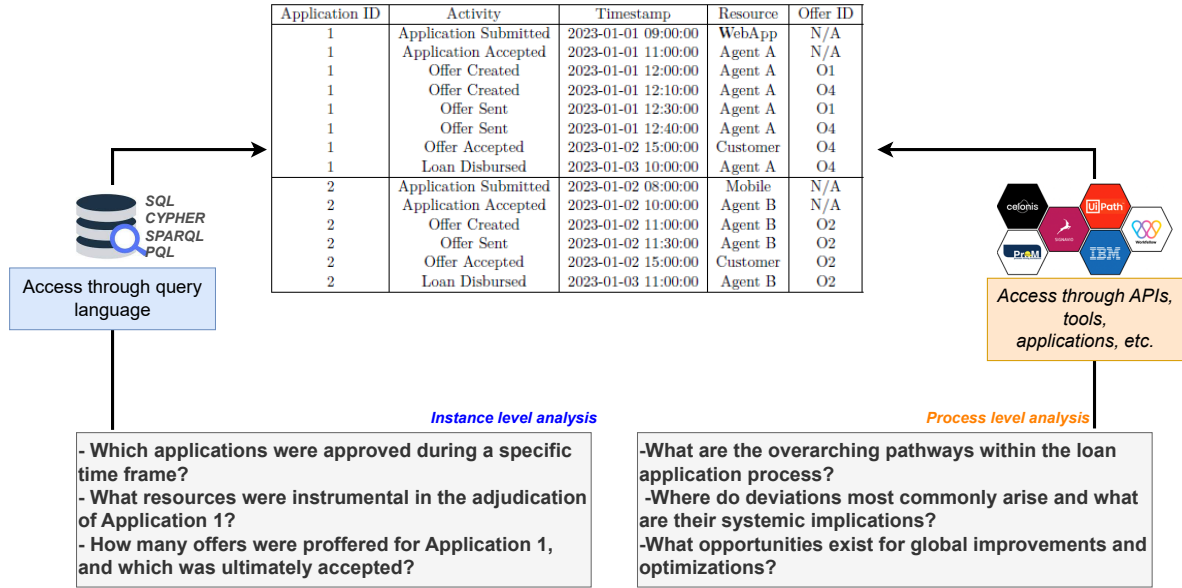 Application ID Activity Timestamp Resource Offer ID
1 Application Submitted 2023-01-01 09:00:00 WebApp N/A
1 Application Accepted 2023-01-01 11:00:00 Agent A N/A
1 Offer Created 2023-01-01 12:00:00 Agent A O1
1 Offer Created 2023-01-01 12:10:00 Agent A O4
1 Offer Sent 2023-01-01 12:30:00 Agent A O1
1 Offer Sent 2023-01-01 12:40:00 Agent A O4
1 Offer Accepted 2023-01-02 15:00:00 Customer O4
1 Loan Disbursed 2023-01-03 10:00:00 Agent A O4
2 Application Submitted 2023-01-02 08:00:00 Mobile N/A
2 Application Accepted 2023-01-02 10:00:00 Agent B N/A
2 Offer Created 2023-01-02 11:00:00 Agent B O2
2 Offer Sent 2023-01-02 11:30:00 Agent B O2
2 Offer Accepted 2023-01-02 15:00:00 Customer O2
2 Loan Disbursed 2023-01-03 11:00:00 Agent B O2
SQL
CYPHER
SPARQL
PQL
Access through query
language
celonis
UiPath
SIGNAVIO
Workfellow
ProM
IBM
Access through APIs,
tools,
applications, etc.
Instance level analysis
- Which applications were approved during a specific
time frame?
- What resources were instrumental in the adjudication
of Application 1?
- How many offers were proffered for Application 1,
and which was ultimately accepted?
Process level analysis
-What are the overarching pathways within the loan
application process?
-Where do deviations most commonly arise and what
are their systemic implications?
-What opportunities exist for global improvements and
optimizations?